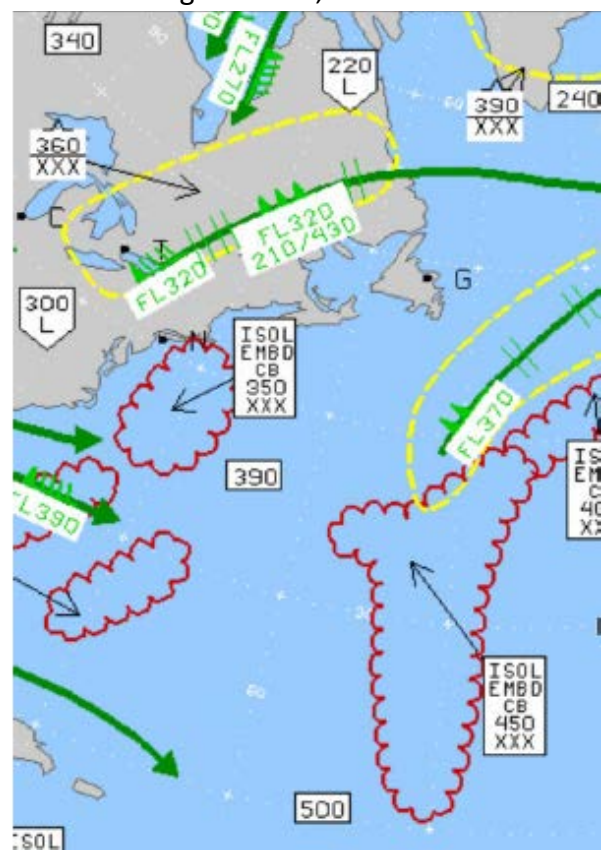 340
FL270
220
L
390
XXX
240
360
XXX
C
T
FL320
FL320
210/430
G
300
L
N
ISOL
EMBD
CB
350
XXX
FL370
390
FL390
ISOL
EMBD
CB
450
XXX
500
ISOL